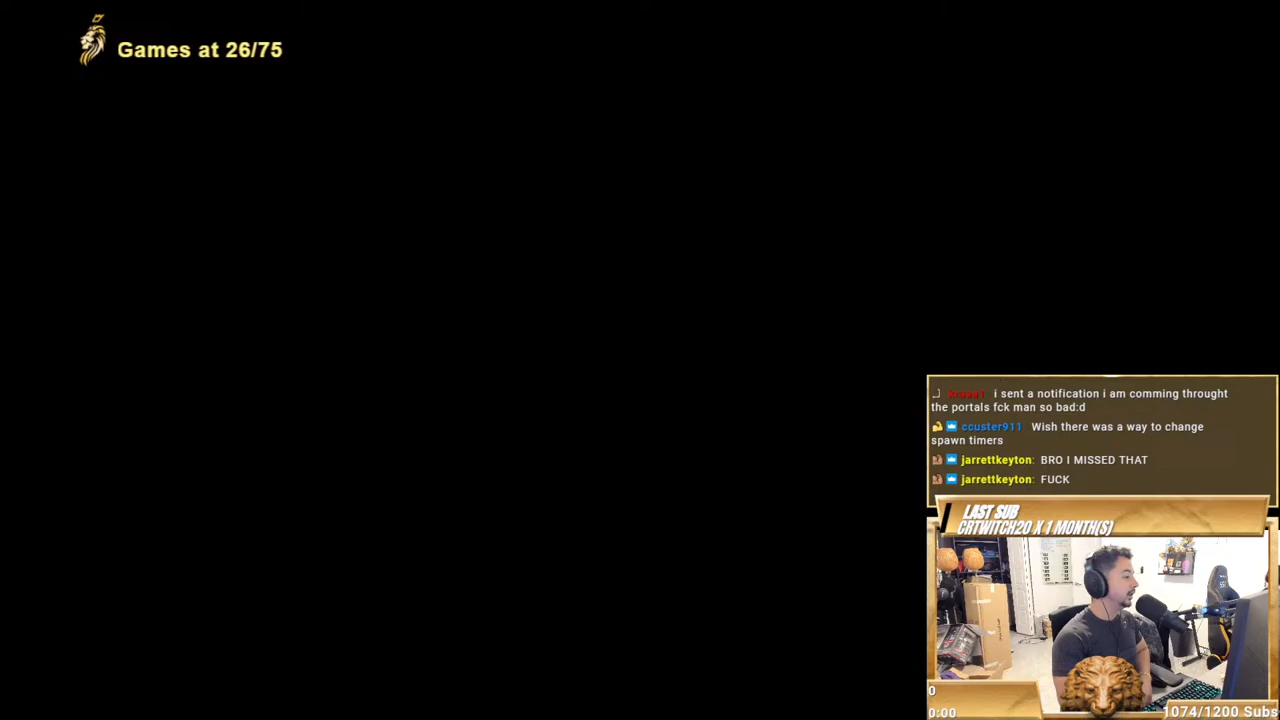 Games at 26/75
i sent a notification i am comming throught
the portals fck man so bad:d
ccuster911 Wish there was a way to change
spawn timers
jarrettkeyton: BRO I MISSED THAT
jarrettkeyton: FUCK
LAST SUB
CRTWITCH20 X 1 MONTH(S)
0
0:00
1074/1200 Subs